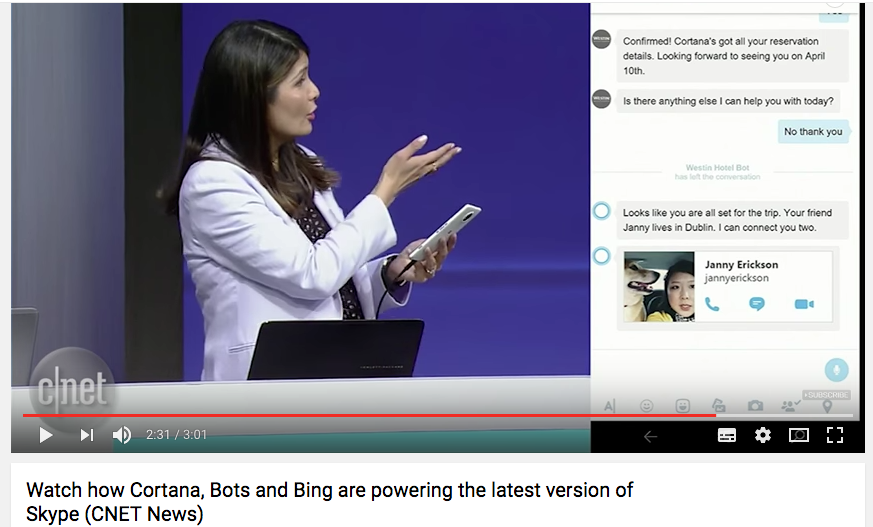 Confirmed! Cortana's got all your reservation
details. Looking forward to seeing you on April
10th.
Is there anything else I can help you with today?
No thank you
Westin Hotel Bot
has left the conversation
Looks like you are all set for the trip. Your friend
Janny lives in Dublin. I can connect you two.
Janny Erickson
jannyerickson
c|net
SUBSCRIBE
2:31 / 3:01
Watch how Cortana, Bots and Bing are powering the latest version of
Skype (CNET News)